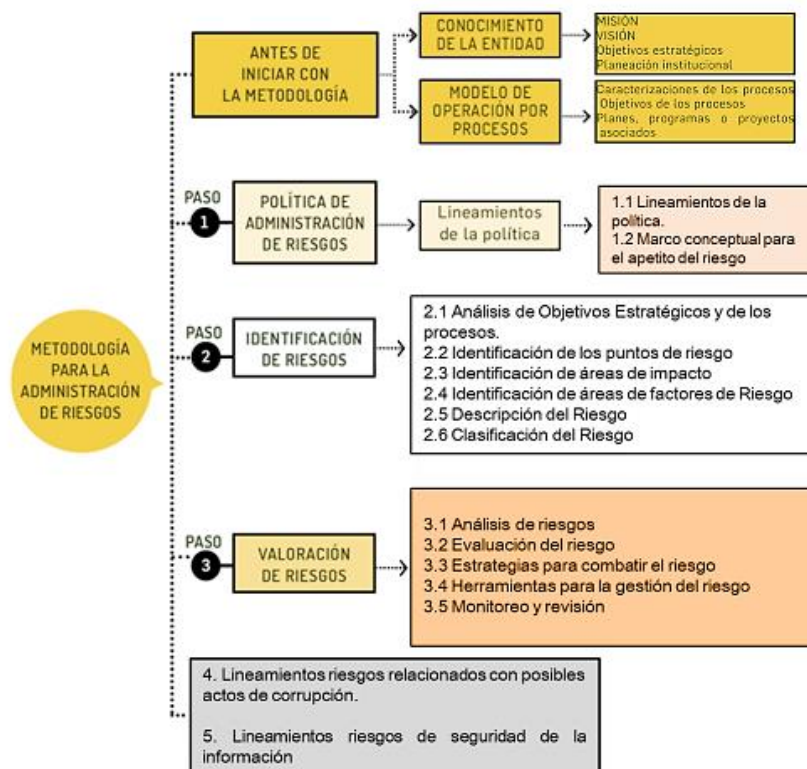 ANTES DE
INICIAR CON
LA METODOLOGÍA
CONOCIMIENTO
DE LA ENTIDAD
MISIÓN
VISIÓN
Objetivos estratégicos
Planeación institucional
MODELO DE
OPERACIÓN POR
PROCESOS
Caracterizaciones de los procesos
Objetivos de los procesos
Planes, programas o proyectos
asociados
METODOLOGÍA
PARA LA
ADMINISTRACIÓN
DE RIESGOS
PASO
1
POLÍTICA DE
ADMINISTRACIÓN
DE RIESGOS
Lineamientos
de la política
1.1 Lineamientos de la
política.
1.2 Marco conceptual para
el apetito del riesgo
PASO
2
IDENTIFICACIÓN
DE RIESGOS
2.1 Análisis de Objetivos Estratégicos y de los
procesos.
2.2 Identificación de los puntos de riesgo
2.3 Identificación de áreas de impacto
2.4 Identificación de áreas de factores de Riesgo
2.5 Descripción del Riesgo
2.6 Clasificación del Riesgo
PASO
3
VALORACIÓN
DE RIESGOS
3.1 Análisis de riesgos
3.2 Evaluación del riesgo
3.3 Estrategias para combatir el riesgo
3.4 Herramientas para la gestión del riesgo
3.5 Monitoreo y revisión
4. Lineamientos riesgos relacionados con posibles
actos de corrupción.
5. Lineamientos riesgos de seguridad de la
información